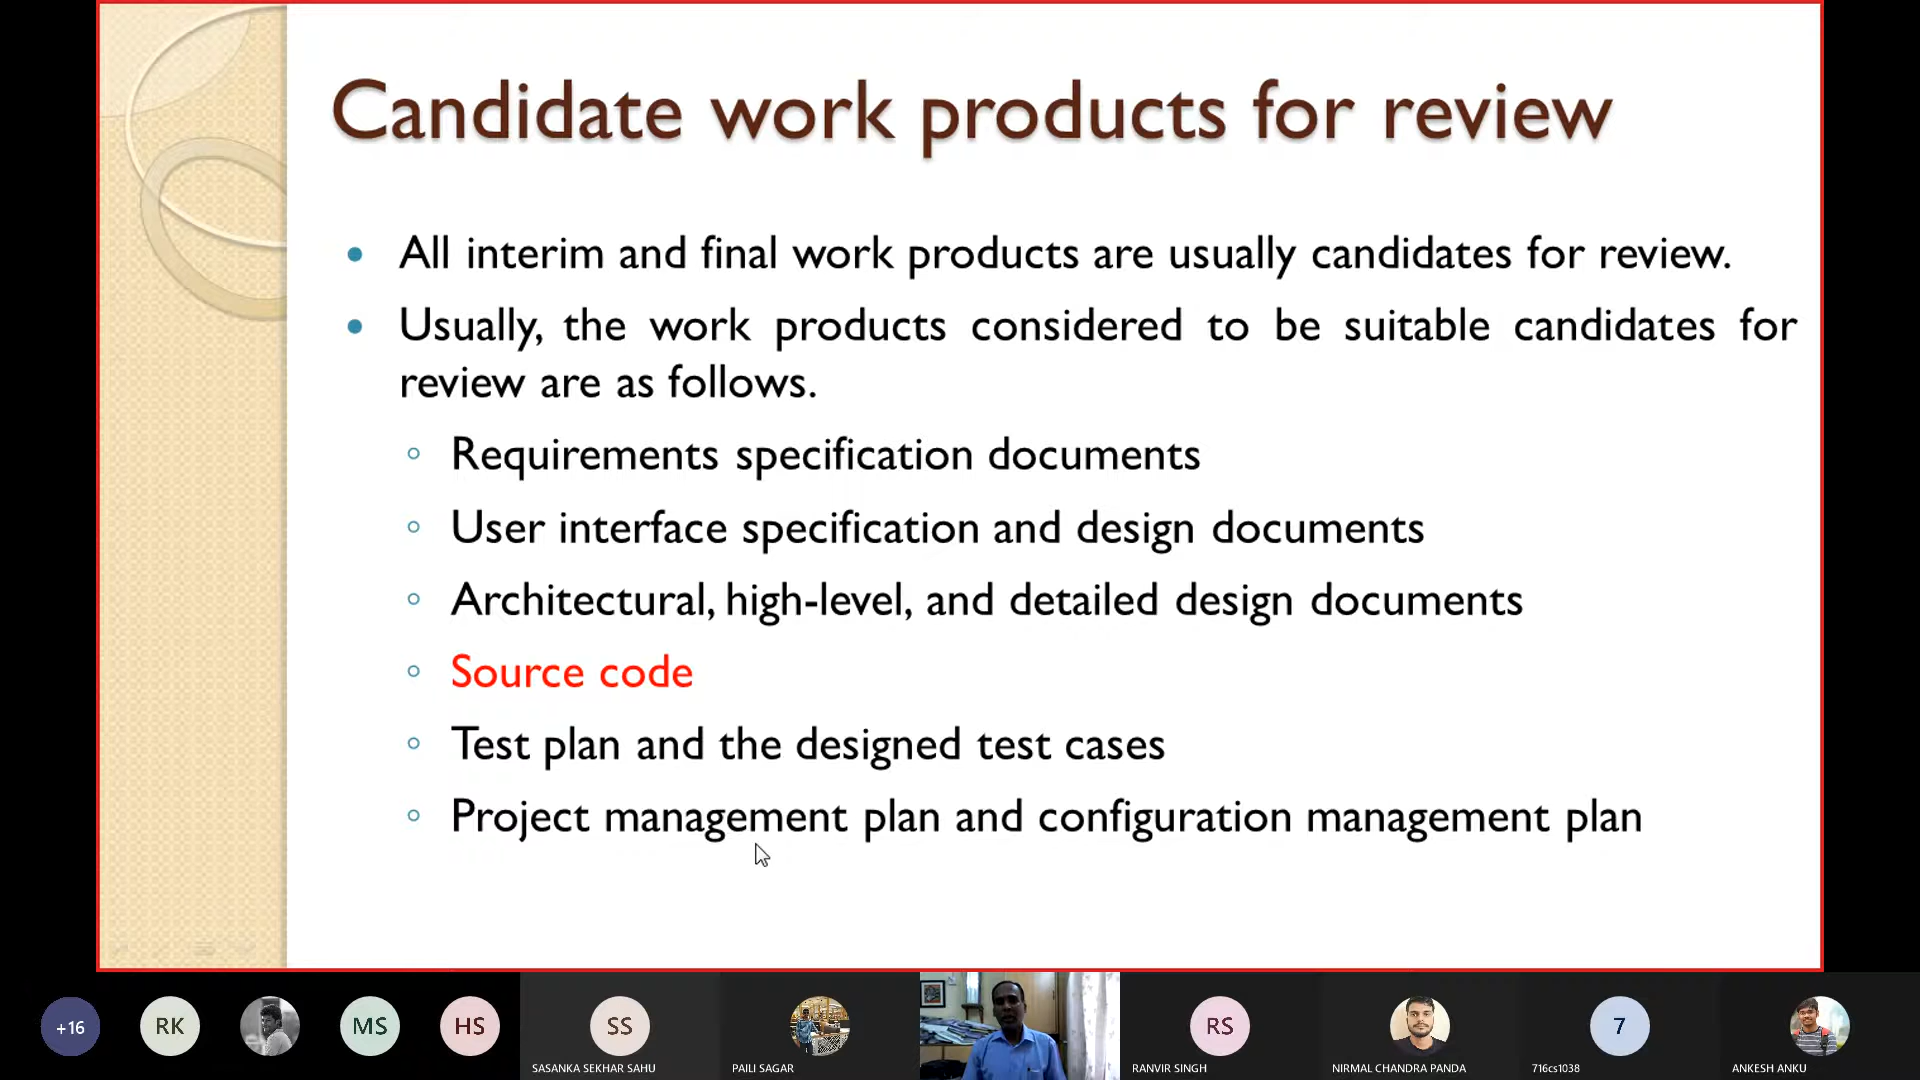 Candidate work products for review
All interim and final work products are usually candidates for review.
Usually, the work products considered to be suitable candidates for
review are as follows.
Requirements specification documents
User interface specification and design documents
Architectural, high-level, and detailed design documents
Source code
Test plan and the designed test cases
Project management plan and configuration management plan
+16
RK
MS
HS
SS
RS
7
SASANKA SEKHAR SAHU
PAILI SAGAR
RANVIR SINGH
NIRMAL CHANDRA PANDA
716cs1038
ANKESH ANKU